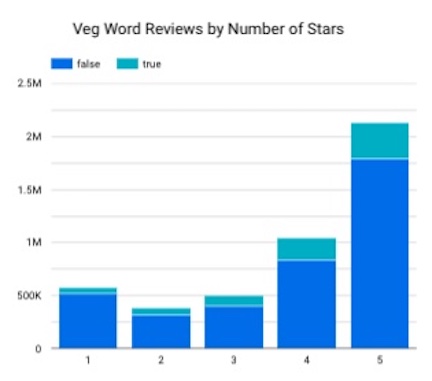 Veg Word Reviews by Number of Stars
false true
2.5M
2M
1.5M
1M
500K
0
1 2 3 4 5